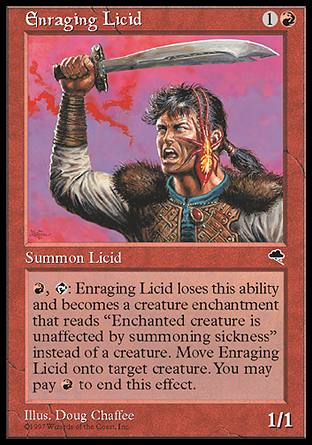 Enraging Licid 1
Summon Licid
: Enraging Licid loses this ability
and becomes a creature enchantment
that reads “Enchanted creature is
unaffected by summoning sickness”
instead of a creature. Move Enraging
Licid onto target creature. You may
pay to end this effect.
Illus. Doug Chaffee
©1997 Wizards of the Coast, Inc.
1/1